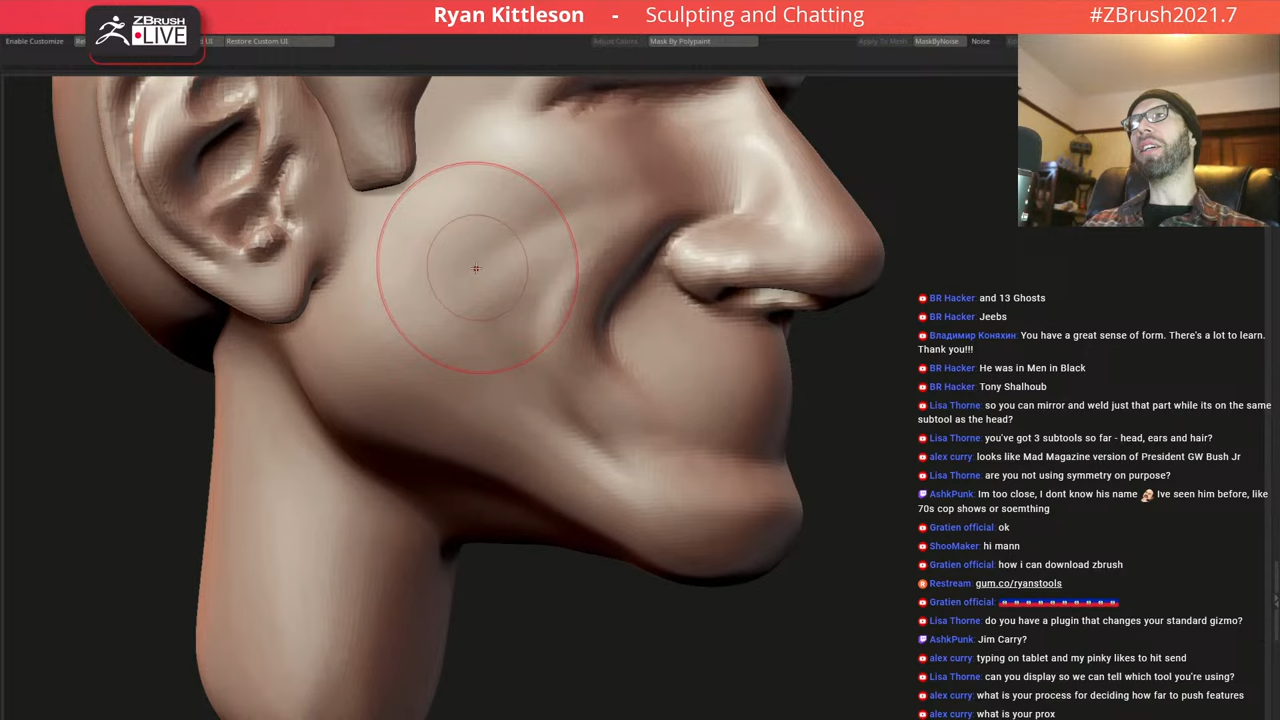 Ryan Kittleson - Sculpting and Chatting #ZBrush2021.7
ZBRUSH
LIVE
Enable Customize Restore Custom UI Adjust Colors Mask By Polypaint Apply To Mesh MaskByNoise Noise
BR Hacker: and 13 Ghosts
BR Hacker: Jeebs
Владимир Коняхин: You have a great sense of form. There's a lot to learn.
Thank you!!!
BR Hacker: He was in Men in Black
BR Hacker: Tony Shalhoub
Lisa Thorne: so you can mirror and weld just that part while its on the same
subtool as the head?
Lisa Thorne: you've got 3 subtools so far - head, ears and hair?
alex curry: looks like Mad Magazine version of President GW Bush Jr
Lisa Thorne: are you not using symmetry on purpose?
AshkPunk: Im too close, I dont know his name Ive seen him before, like
70s cop shows or soemthing
Gratien official: ok
ShooMaker: hi mann
Gratien official: how i can download zbrush
Restream: gum.co/ryanstools
Gratien official:
Lisa Thorne: do you have a plugin that changes your standard gizmo?
AshkPunk: Jim Carry?
alex curry: typing on tablet and my pinky likes to hit send
Lisa Thorne: can you display so we can tell which tool you're using?
alex curry: what is your process for deciding how far to push features
alex curry: what is your prox